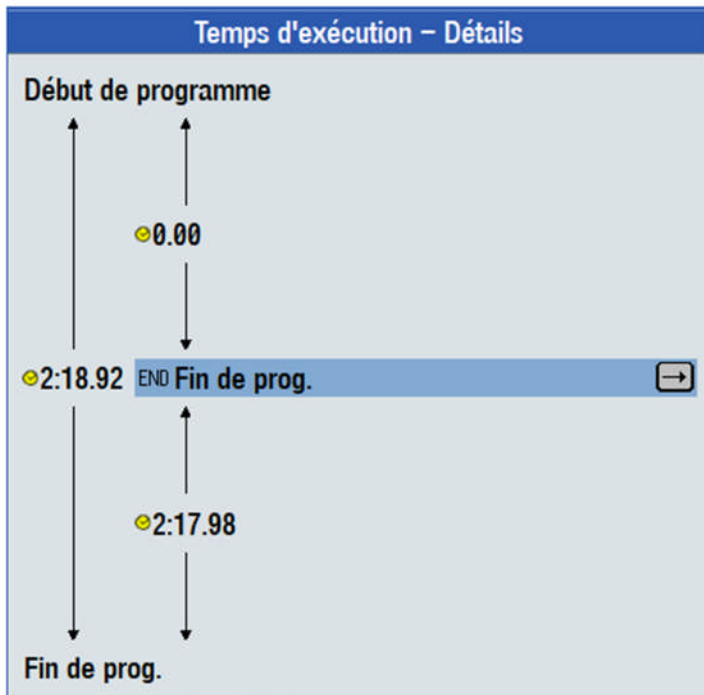 Temps d'exécution – Détails
Début de programme
0.00
2:18.92 END Fin de prog.
2:17.98
Fin de prog.